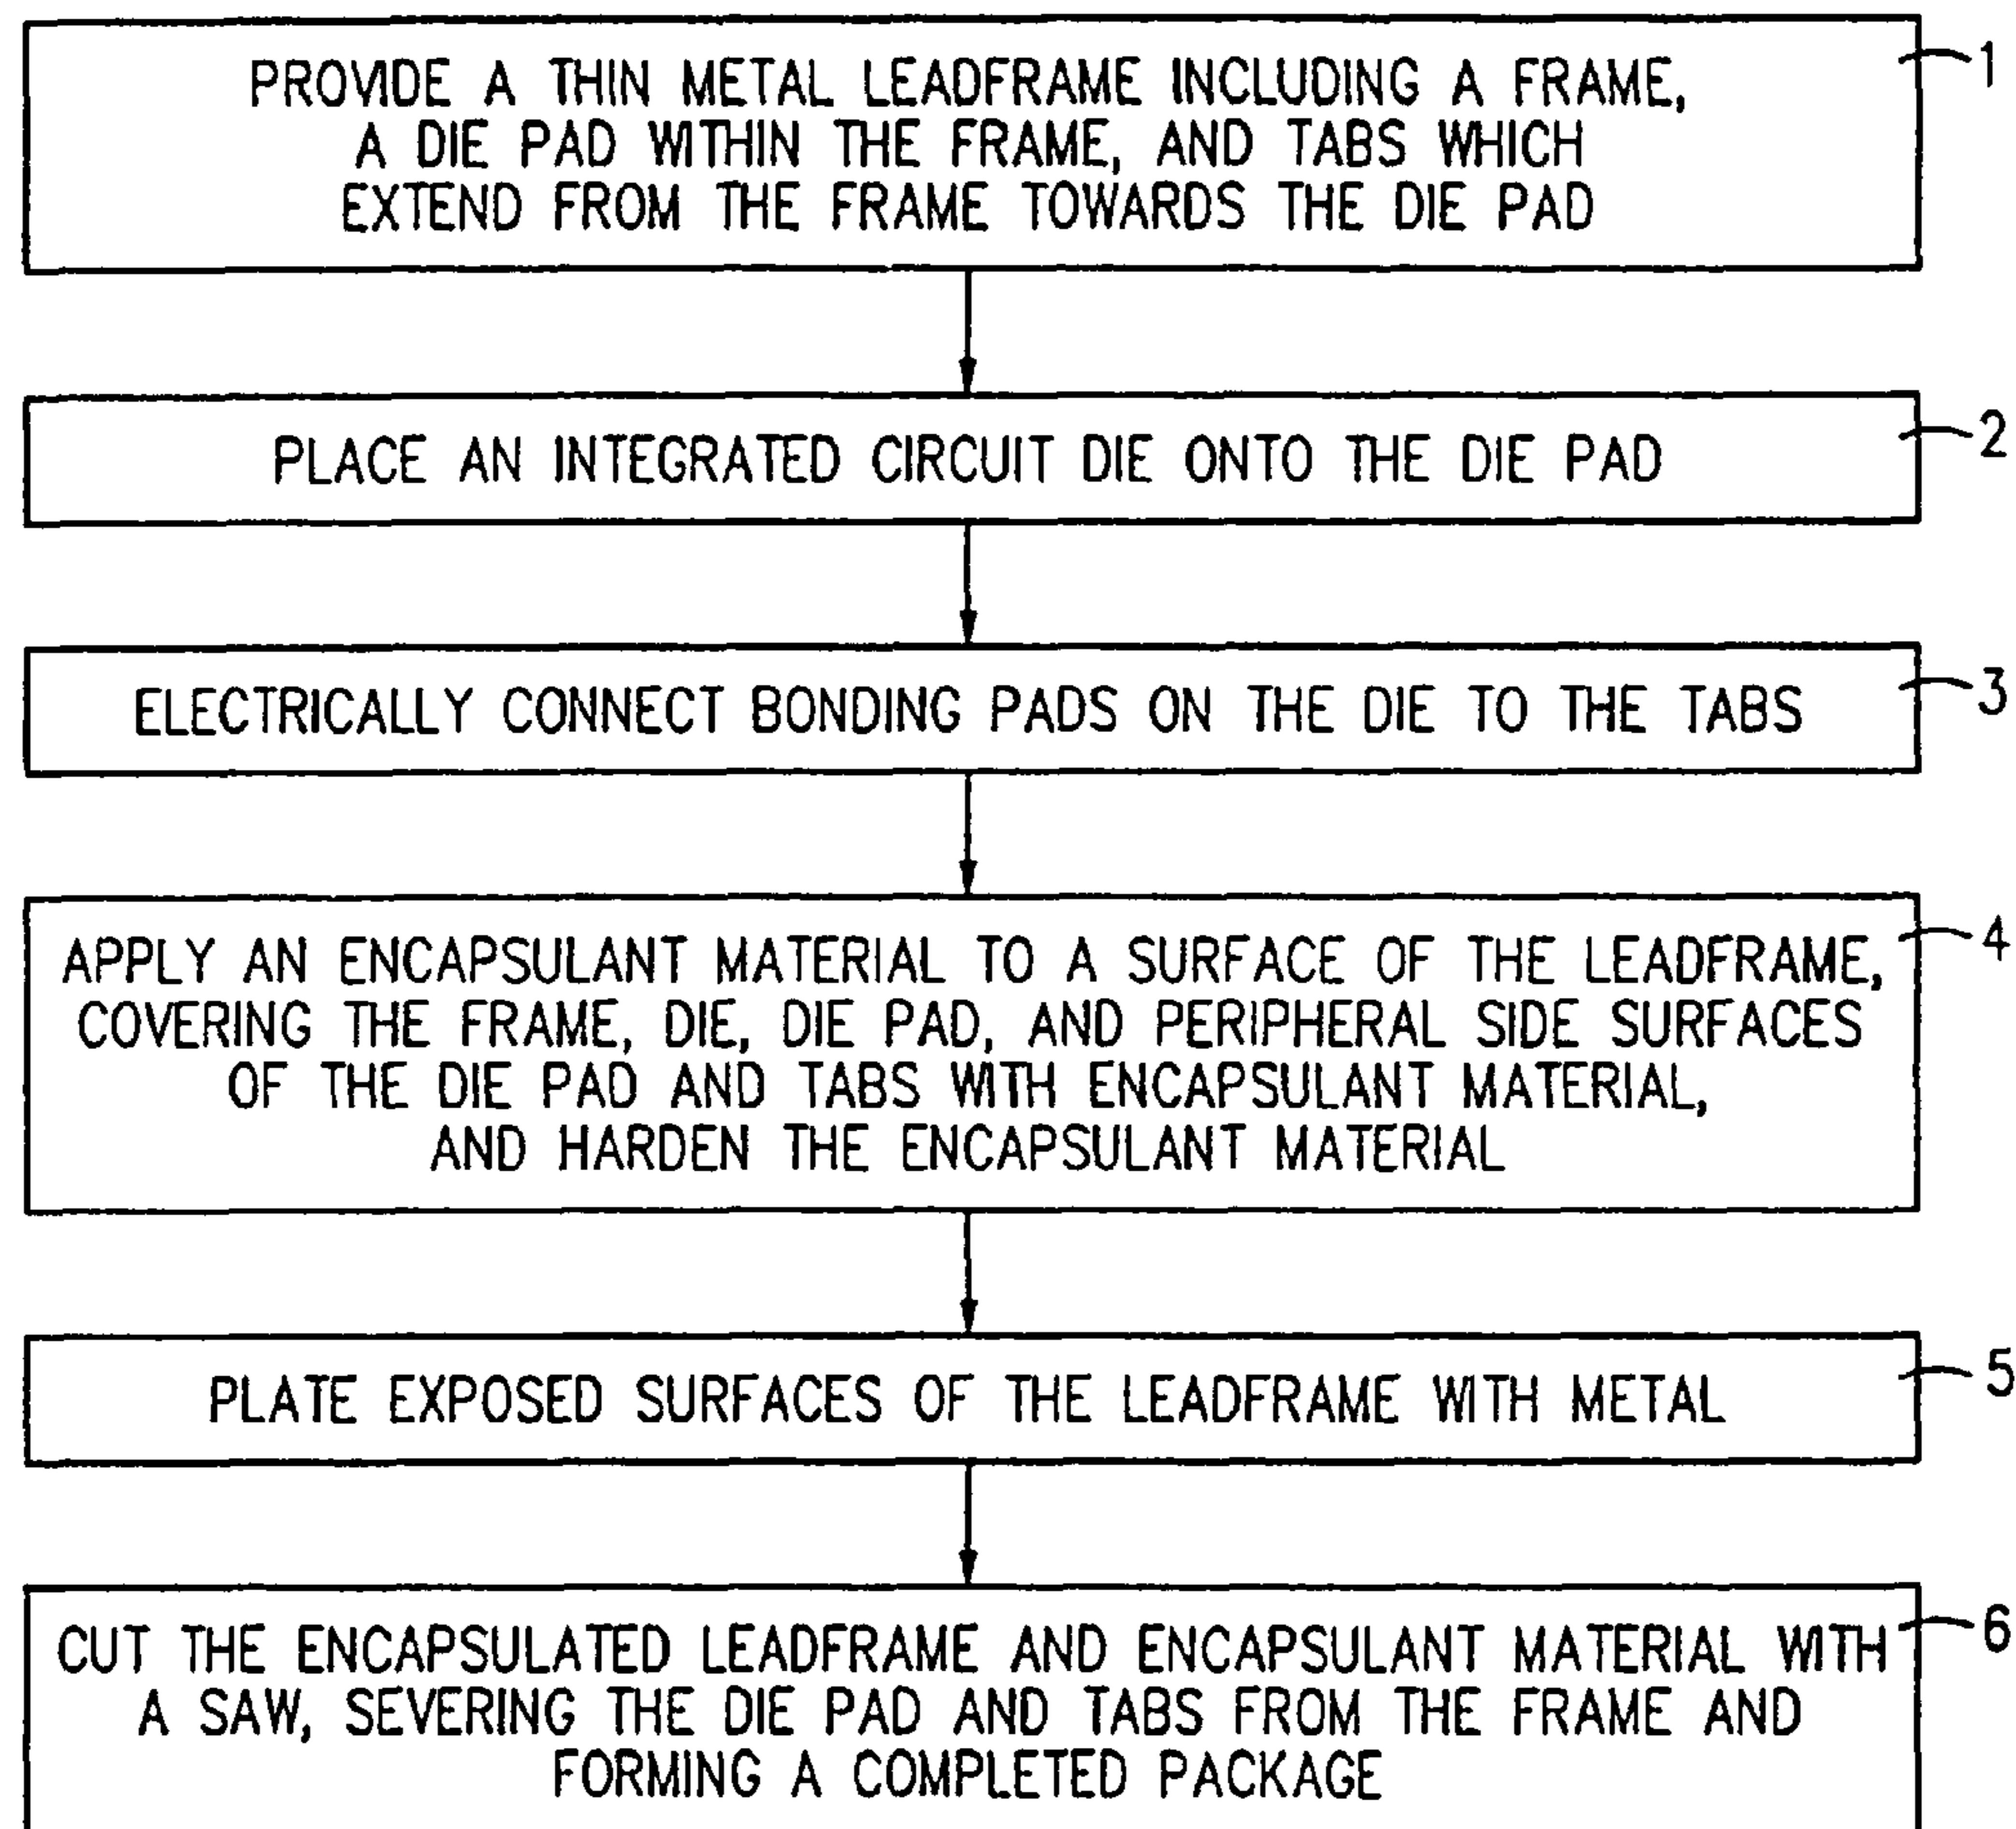 PROVIDE A THIN METAL LEADFRAME INCLUDING A FRAME,
A DIE PAD WITHIN THE FRAME, AND TABS WHICH
EXTEND FROM THE FRAME TOWARDS THE DIE PAD
1
PLACE AN INTEGRATED CIRCUIT DIE ONTO THE DIE PAD
2
ELECTRICALLY CONNECT BONDING PADS ON THE DIE TO THE TABS
3
APPLY AN ENCAPSULANT MATERIAL TO A SURFACE OF THE LEADFRAME,
COVERING THE FRAME, DIE, DIE PAD, AND PERIPHERAL SIDE SURFACES
OF THE DIE PAD AND TABS WITH ENCAPSULANT MATERIAL,
AND HARDEN THE ENCAPSULANT MATERIAL
4
PLATE EXPOSED SURFACES OF THE LEADFRAME WITH METAL
5
CUT THE ENCAPSULATED LEADFRAME AND ENCAPSULANT MATERIAL WITH
A SAW, SEVERING THE DIE PAD AND TABS FROM THE FRAME AND
FORMING A COMPLETED PACKAGE
6